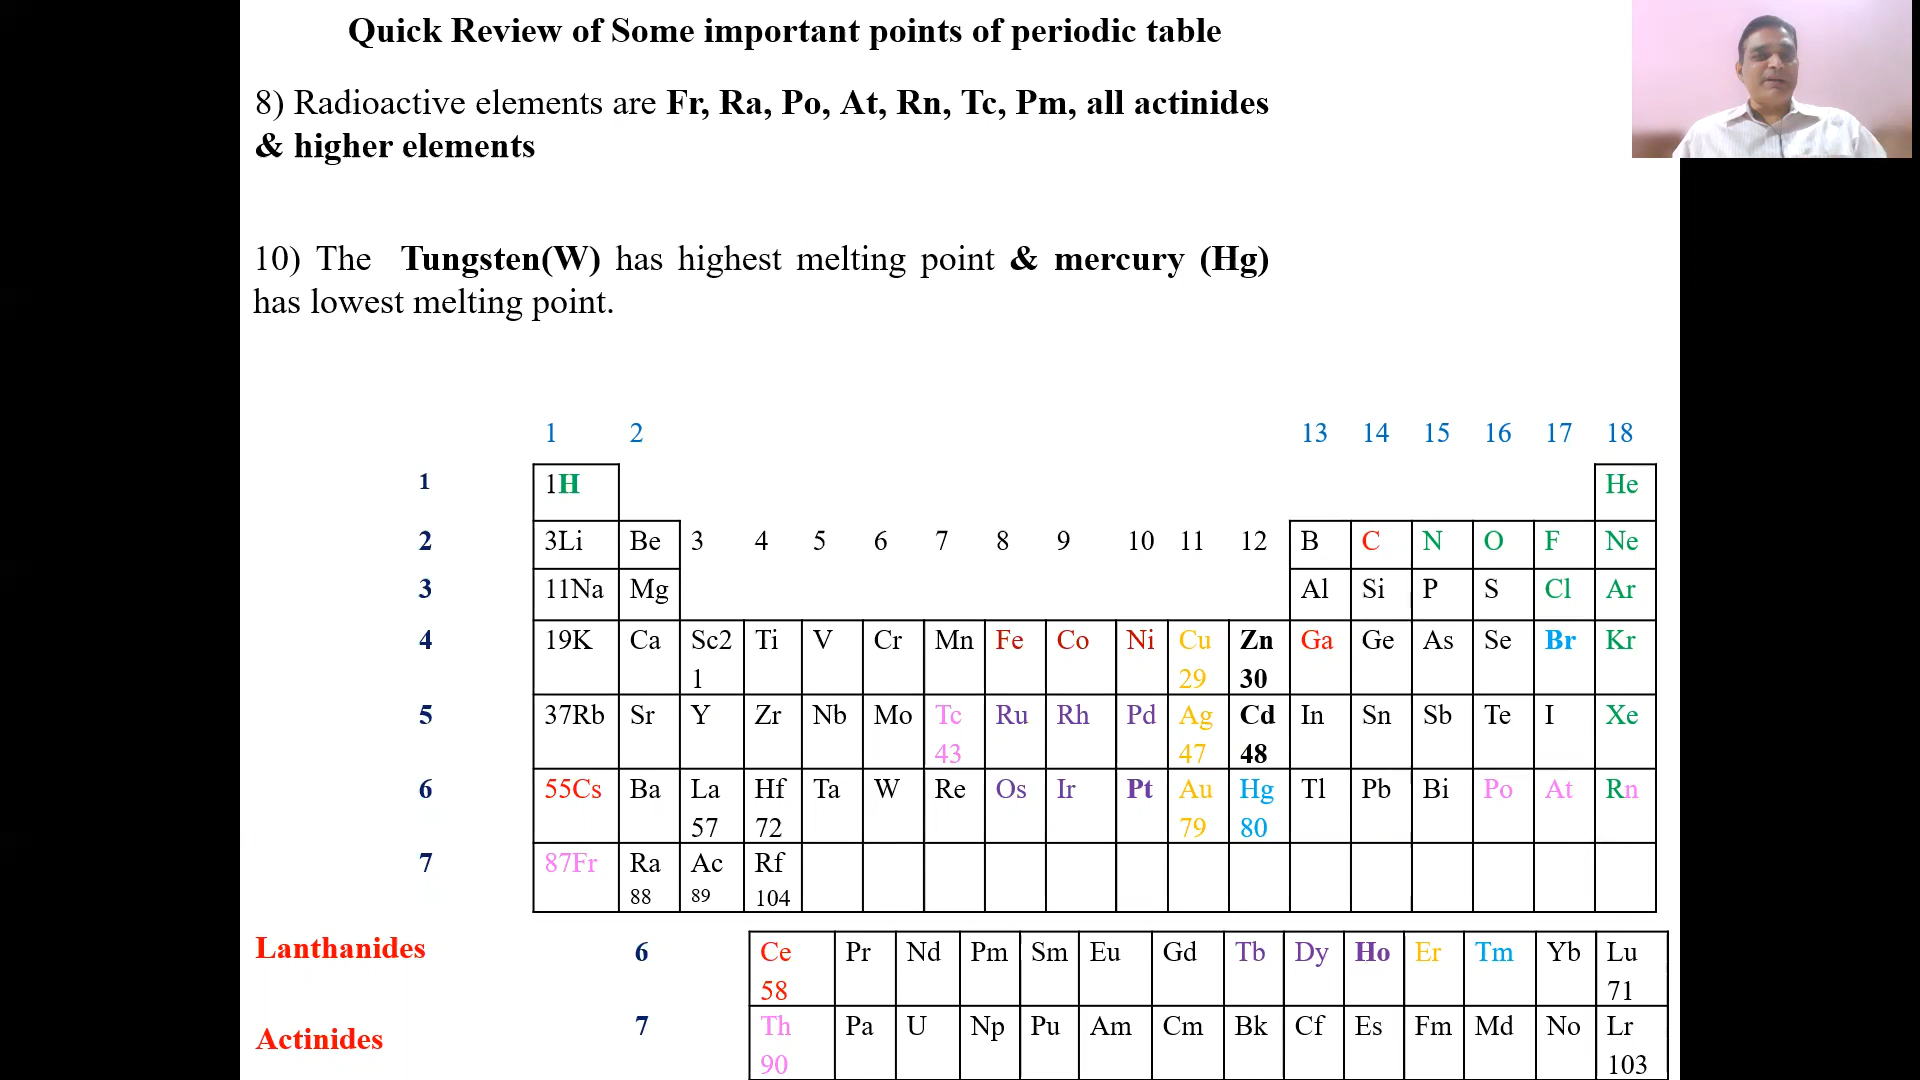 Quick Review of Some important points of periodic table
8) Radioactive elements are Fr, Ra, Po, At, Rn, Tc, Pm, all actinides
& higher elements
10) The Tungsten(W) has highest melting point & mercury (Hg)
has lowest melting point.
1 2 13 14 15 16 17 18
1 1H He
2 3Li Be 3 4 5 6 7 8 9 10 11 12 B C N O F Ne
3 11Na Mg Al Si P S Cl Ar
4 19K Ca Sc2 Ti V Cr Mn Fe Co Ni Cu Zn Ga Ge As Se Br Kr
1 29 30
5 37Rb Sr Y Zr Nb Mo Tc Ru Rh Pd Ag Cd In Sn Sb Te I Xe
43 47 48
6 55Cs Ba La Hf Ta W Re Os Ir Pt Au Hg Tl Pb Bi Po At Rn
57 72 79 80
7 87Fr Ra Ac Rf
88 89 104
Lanthanides 6 Ce Pr Nd Pm Sm Eu Gd Tb Dy Ho Er Tm Yb Lu
58 71
Actinides 7 Th Pa U Np Pu Am Cm Bk Cf Es Fm Md No Lr
90 103